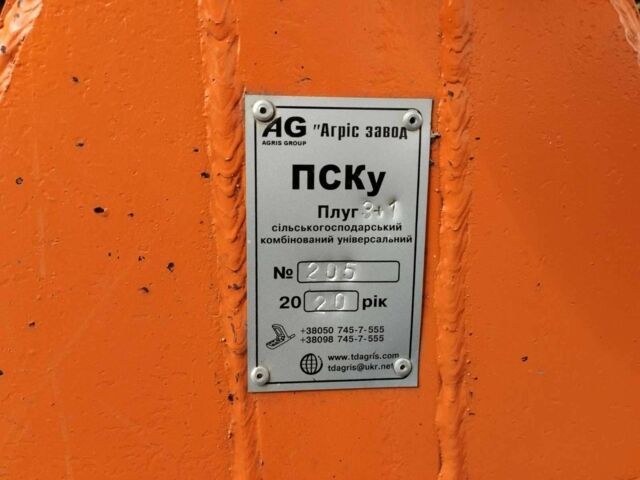 AG "Агріс завод
AGRIS GROUP
ПСКу
Плуг 3+1
сільськогосподарський
комбінований універсальний
№ 205
20 20 рік
+38050 745-7-555
+38098 745-7-555
www.tdagris.com
tdagris@ukr.net